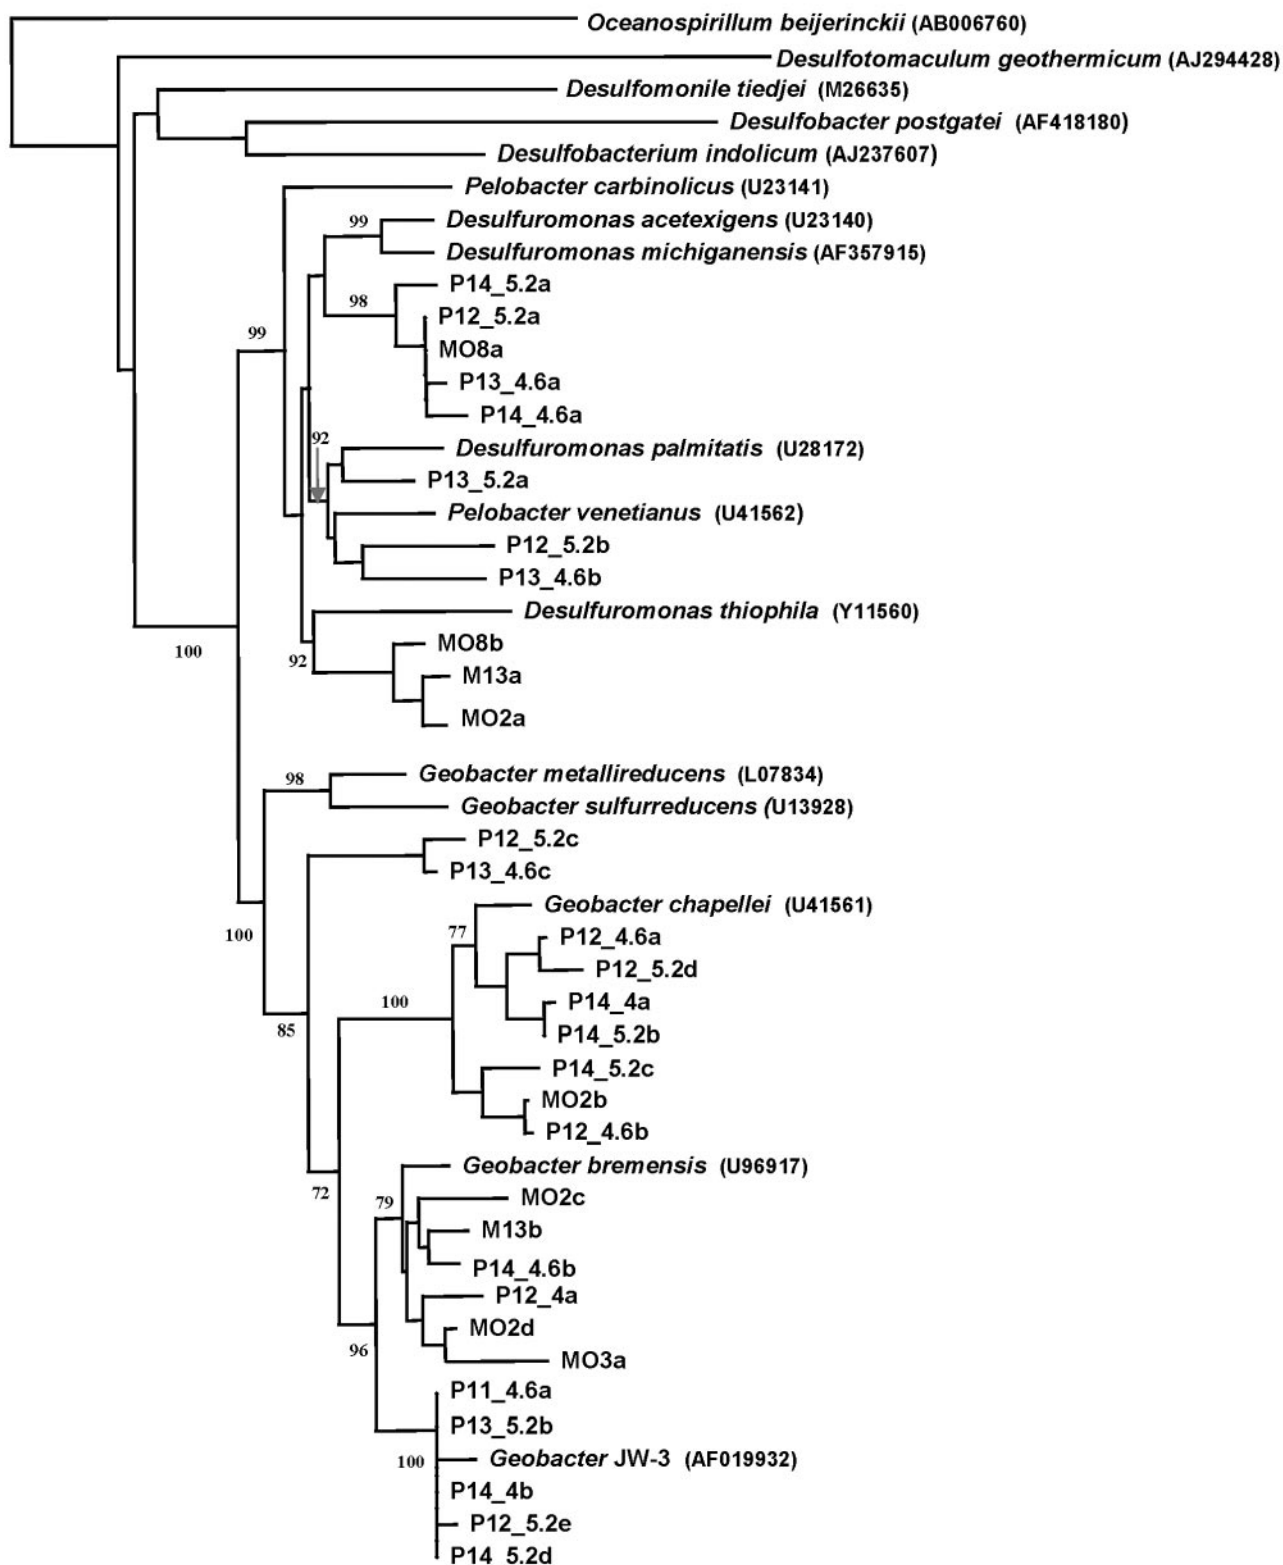 Oceanospirillum beijerinckii (AB006760)
Desulfotomaculum geothermicum (AJ294428)
Desulfomonile tiedjei (M26635)
Desulfobacter postgatei (AF418180)
Desulfobacterium indolicum (AJ237607)
Pelobacter carbinolicus (U23141)
99 Desulfuromonas acetexigens (U23140)
Desulfuromonas michiganensis (AF357915)
P14_5.2a
98 P12_5.2a
99 MO8a
P13_4.6a
P14_4.6a
92
Desulfuromonas palmitatis (U28172)
P13_5.2a
Pelobacter venetianus (U41562)
P12_5.2b
P13_4.6b
Desulfuromonas thiophila (Y11560)
MO8b
100
92
M13a
MO2a
Geobacter metallireducens (L07834)
98
Geobacter sulfurreducens (U13928)
P12_5.2c
P13_4.6c
Geobacter chapellei (U41561)
100
77 P12_4.6a
P12_5.2d
100 P14_4a
85 P14_5.2b
P14_5.2c
MO2b
P12_4.6b
Geobacter bremensis (U96917)
72
79 MO2c
M13b
P14_4.6b
P12_4a
MO2d
96
MO3a
P11_4.6a
P13_5.2b
100 Geobacter JW-3 (AF019932)
P14_4b
P12_5.2e
P14_5.2d